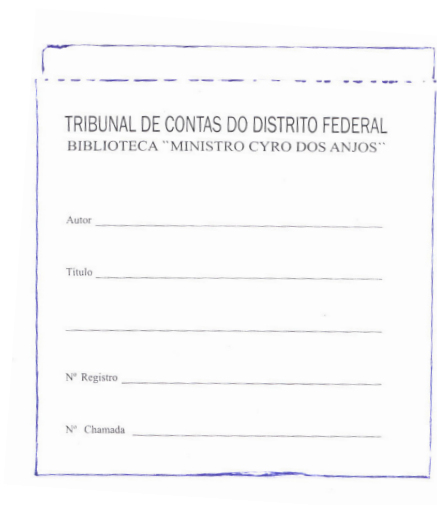 TRIBUNAL DE CONTAS DO DISTRITO FEDERAL
BIBLIOTECA ``MINISTRO CYRO DOS ANJOS``
Autor
Título
Nº Registro
Nº Chamada